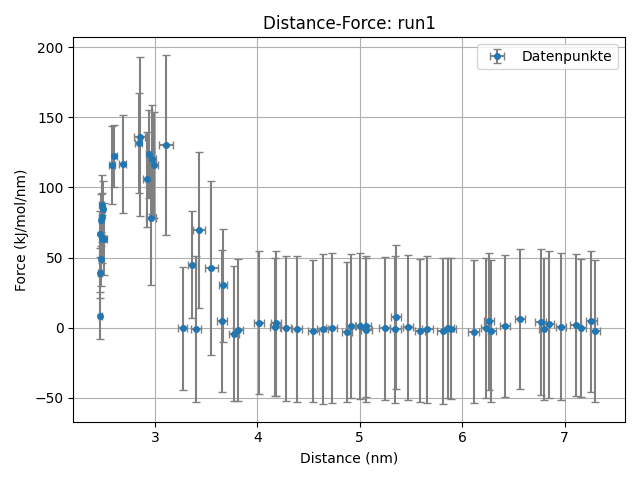 Distance-Force: run1
Datenpunkte
200
150
100
50
0
−50
Force (kJ/mol/nm)
3 4 5 6 7
Distance (nm)